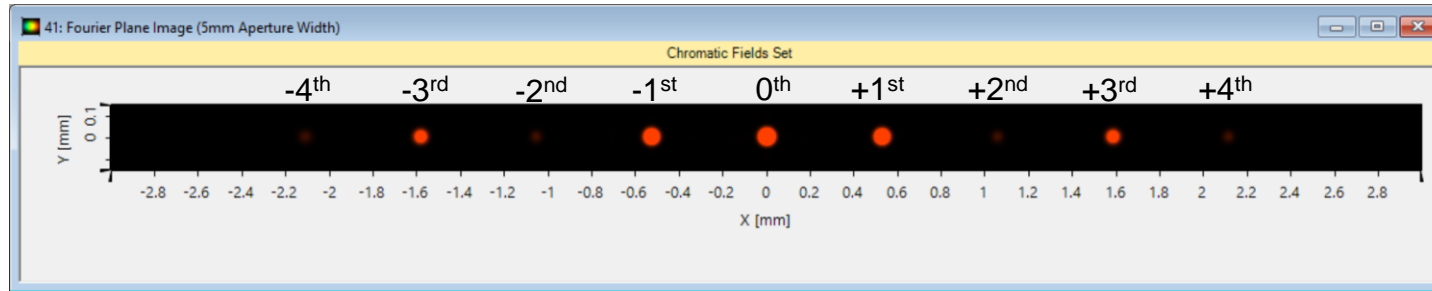 41: Fourier Plane Image (5mm Aperture Width)
Chromatic Fields Set
-4th -3rd -2nd -1st 0th +1st +2nd +3rd +4th
Y [mm]
0 0.1
-2.8 -2.6 -2.4 -2.2 -2 -1.8 -1.6 -1.4 -1.2 -1 -0.8 -0.6 -0.4 -0.2 0 0.2 0.4 0.6 0.8 1 1.2 1.4 1.6 1.8 2 2.2 2.4 2.6 2.8
X [mm]